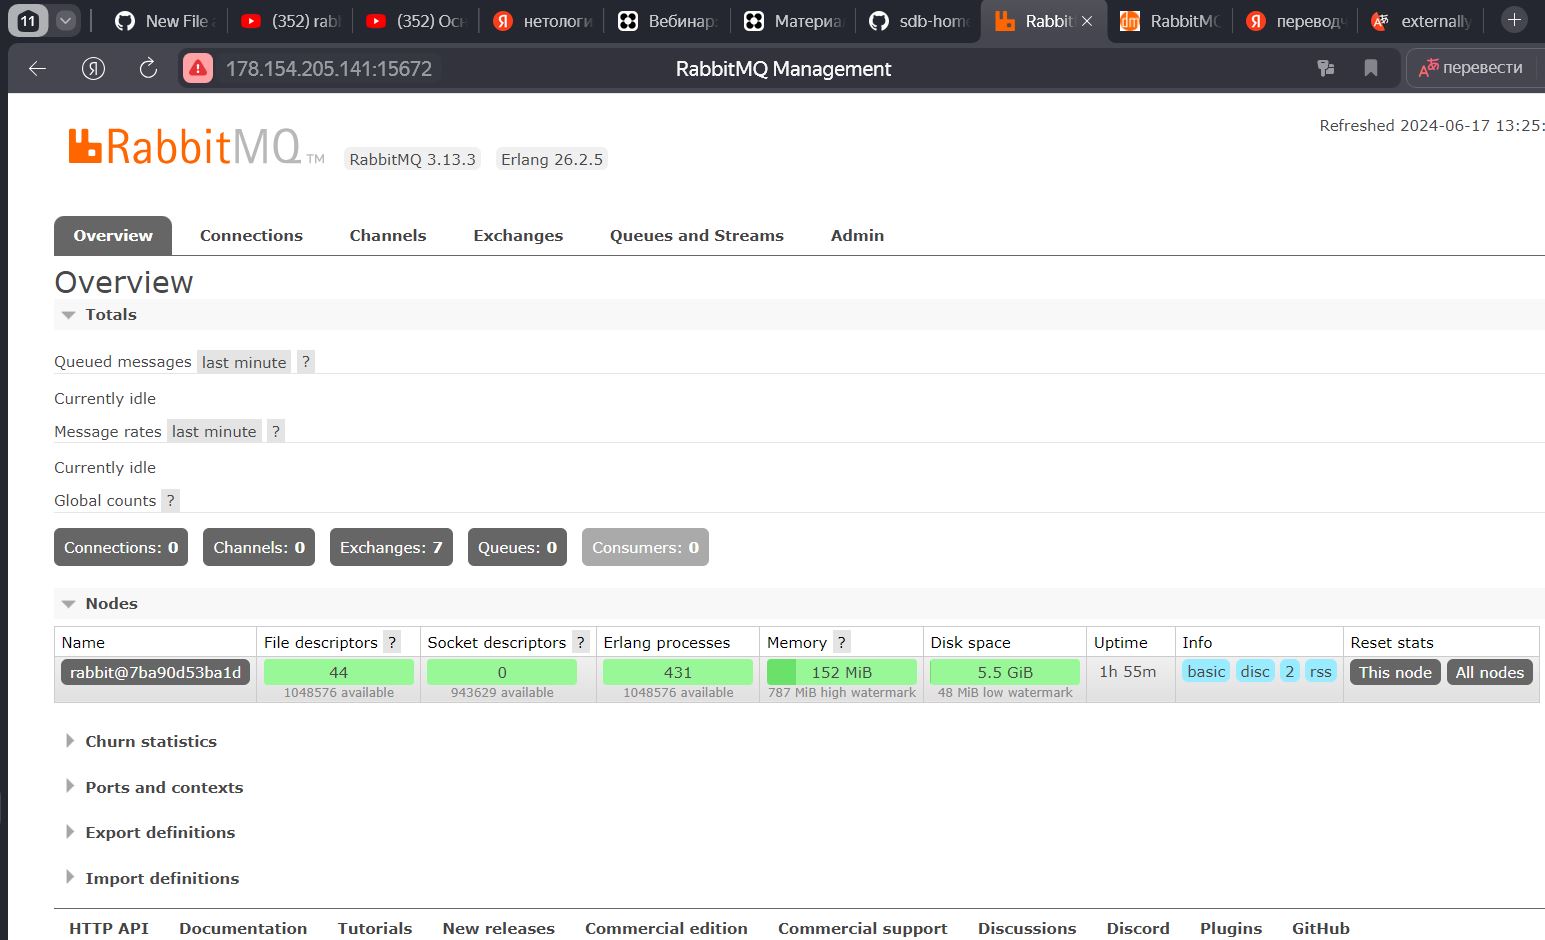 11 New File (352) rab (352) Осн нетологи Вебинар: Материа sdb-home Rabbit RabbitMQ переводч externally
178.154.205.141:15672 RabbitMQ Management перевести
Refreshed 2024-06-17 13:25:
RabbitMQ TM RabbitMQ 3.13.3 Erlang 26.2.5
Overview Connections Channels Exchanges Queues and Streams Admin
Overview
Totals
Queued messages last minute ?
Currently idle
Message rates last minute ?
Currently idle
Global counts ?
Connections: 0 Channels: 0 Exchanges: 7 Queues: 0 Consumers: 0
Nodes
Name File descriptors ? Socket descriptors ? Erlang processes Memory ? Disk space Uptime Info Reset stats
rabbit@7ba90d53ba1d 44 0 431 152 MiB 5.5 GiB 1h 55m basic disc 2 rss This node All nodes
1048576 available 943629 available 1048576 available 787 MiB high watermark 48 MiB low watermark
Churn statistics
Ports and contexts
Export definitions
Import definitions
HTTP API Documentation Tutorials New releases Commercial edition Commercial support Discussions Discord Plugins GitHub